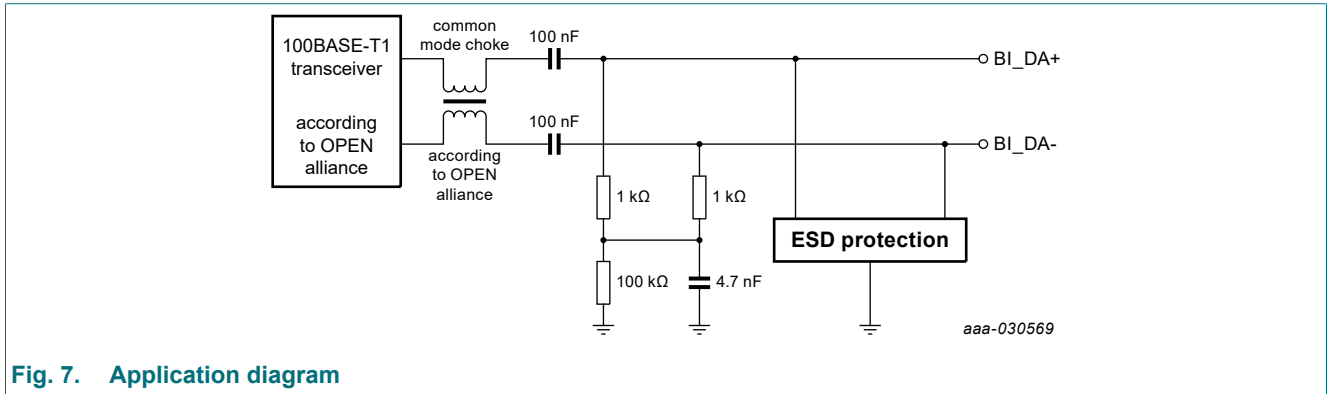 100BASE-T1
transceiver
according
to OPEN
alliance
common
mode choke
according
to OPEN
alliance
100 nF
100 nF
BI_DA+
BI_DA-
1 kΩ
1 kΩ
100 kΩ
4.7 nF
ESD protection
aaa-030569
Fig. 7. Application diagram